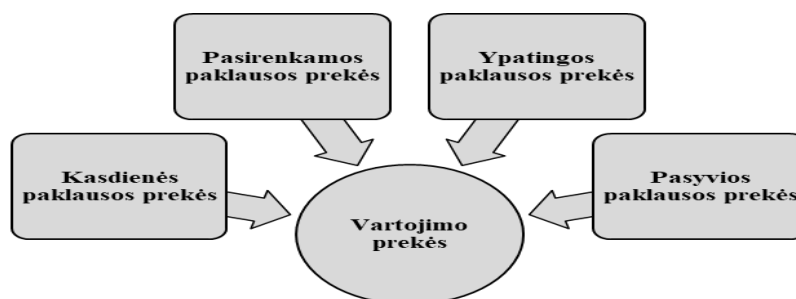 Pasirenkamos
paklausos prekės
Ypatingos
paklausos prekės
Kasdienės
paklausos prekės
Pasyvios
paklausos prekės
Vartojimo
prekės